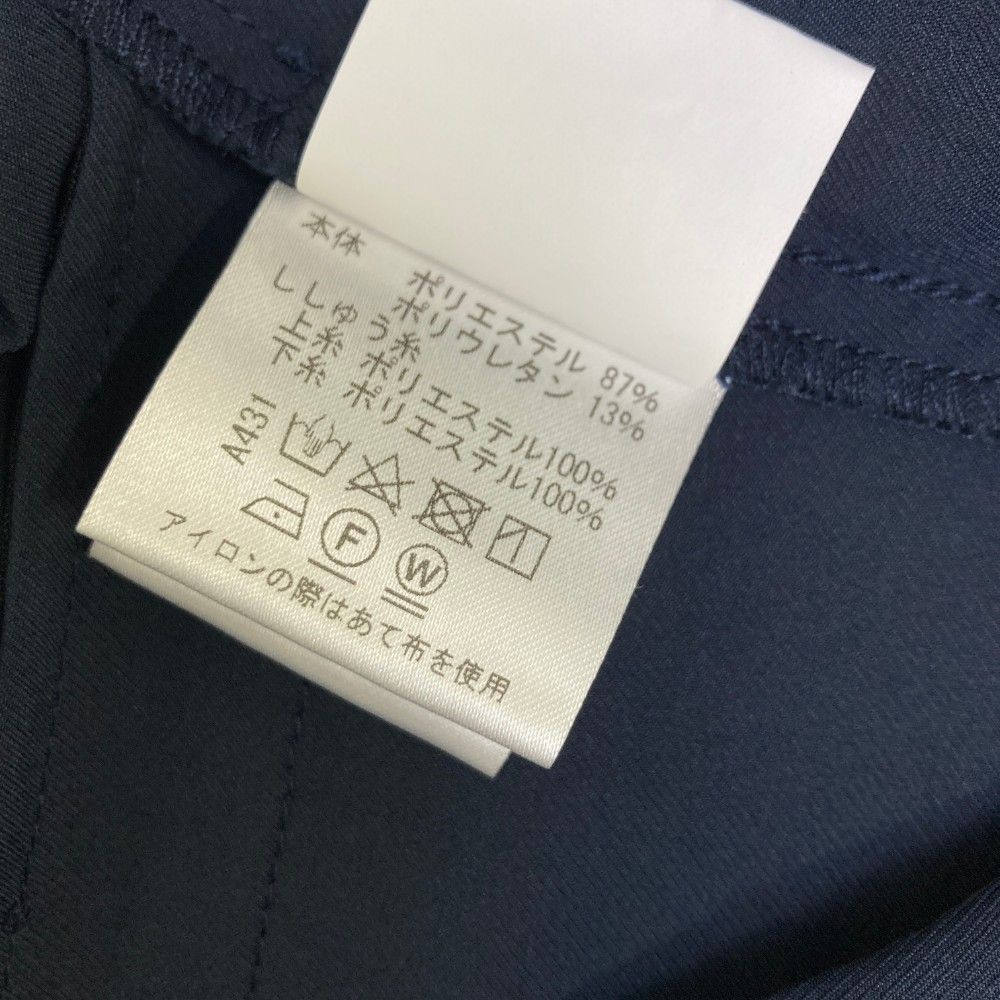 本体 ポリエステル 87%
ポリウレタン 13%
ししゅう糸
上糸 ポリエステル100%
下糸 ポリエステル100%
A431
F W
アイロンの際はあて布を使用